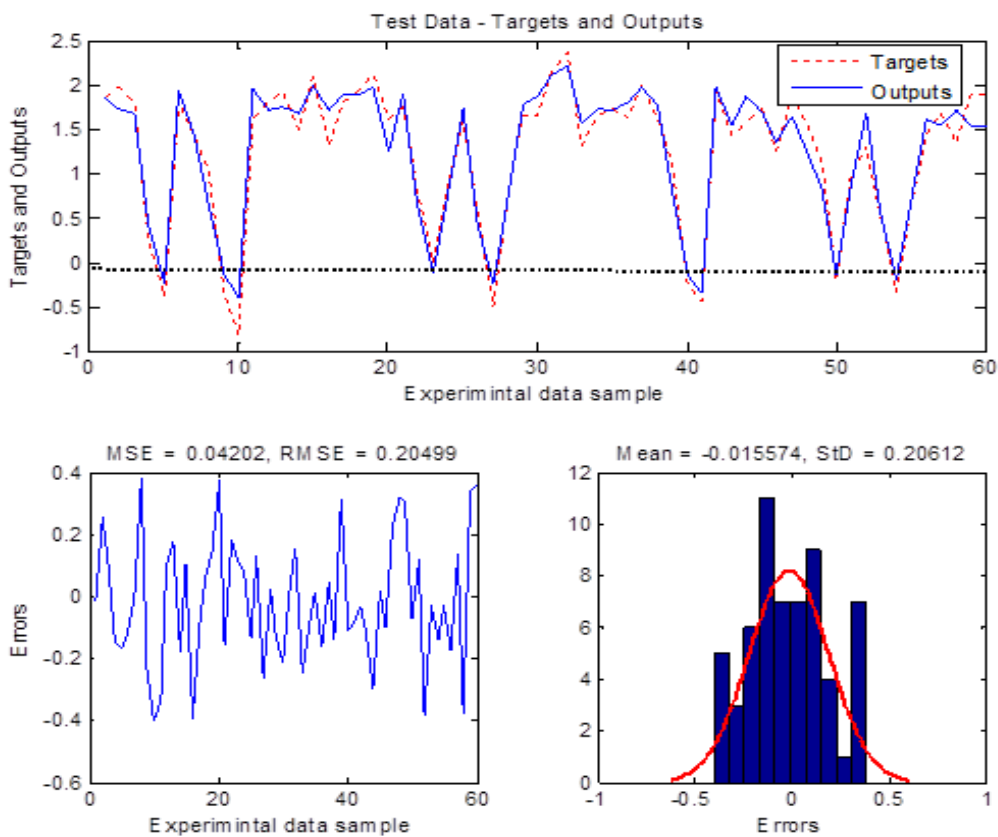 Test Data - Targets and Outputs
Targets and Outputs
2.5
2
1.5
1
0.5
0
-0.5
-1
Targets
Outputs
0 10 20 30 40 50 60
Experimintal data sample
MSE = 0.04202, RMSE = 0.20499
Errors
0.4
0.2
0
-0.2
-0.4
-0.6
0 20 40 60
Experimintal data sample
Mean = -0.015574, StD = 0.20612
12
10
8
6
4
2
0
-1 -0.5 0 0.5 1
Errors